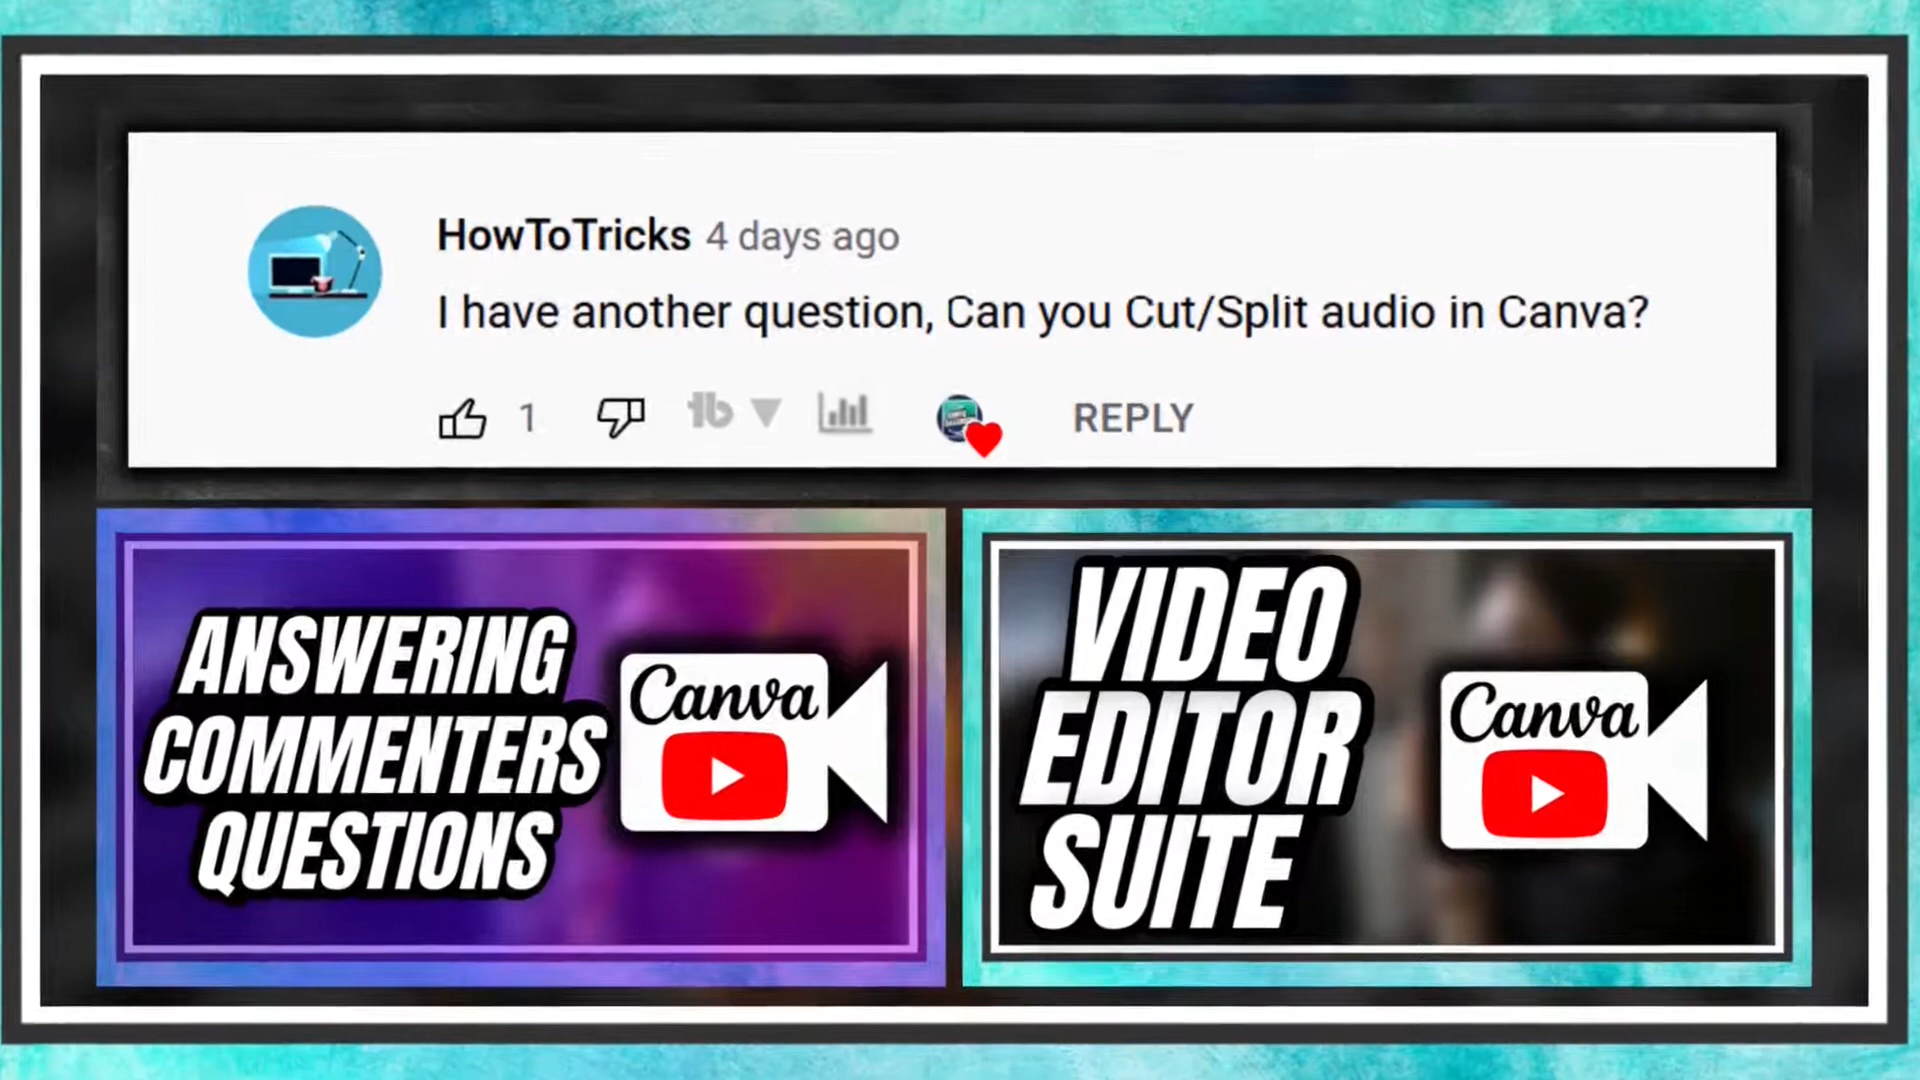 HowToTricks 4 days ago
I have another question, Can you Cut/Split audio in Canva?
1
REPLY
ANSWERING
COMMENTERS
QUESTIONS
Canva
VIDEO
EDITOR
SUITE
Canva